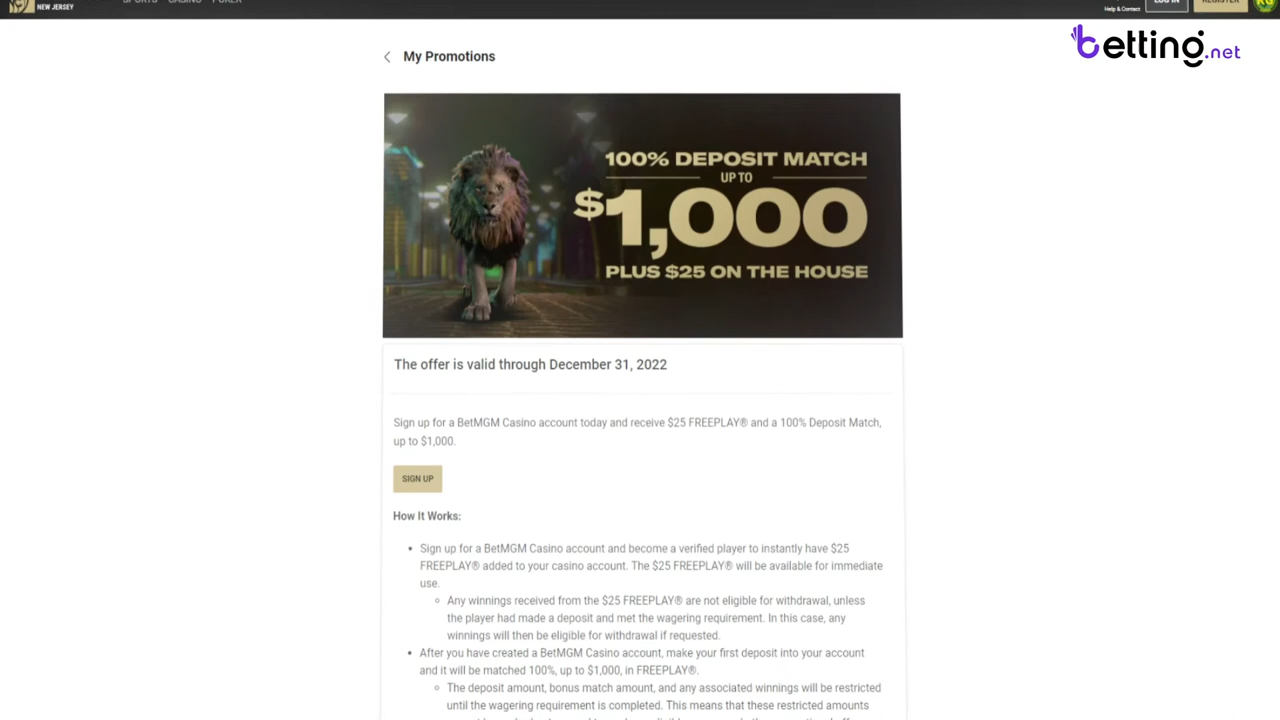 NEW JERSEY
SPORTS CASINO POKER
Help & Contact
LOG IN
REGISTER
RG
betting.net
My Promotions
100% DEPOSIT MATCH
UP TO
$1,000
PLUS $25 ON THE HOUSE
The offer is valid through December 31, 2022
Sign up for a BetMGM Casino account today and receive $25 FREEPLAY® and a 100% Deposit Match,
up to $1,000.
SIGN UP
How It Works:
• Sign up for a BetMGM Casino account and become a verified player to instantly have $25
FREEPLAY® added to your casino account. The $25 FREEPLAY® will be available for immediate
use.
◦ Any winnings received from the $25 FREEPLAY® are not eligible for withdrawal, unless
the player had made a deposit and met the wagering requirement. In this case, any
winnings will then be eligible for withdrawal if requested.
• After you have created a BetMGM Casino account, make your first deposit into your account
and it will be matched 100%, up to $1,000, in FREEPLAY®.
◦ The deposit amount, bonus match amount, and any associated winnings will be restricted
until the wagering requirement is completed. This means that these restricted amounts